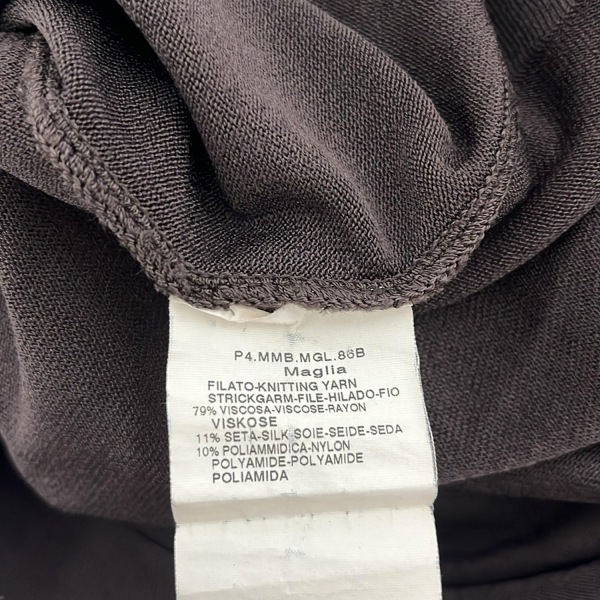 P4.MMB.MGL.86B
Maglia
FILATO-KNITTING YARN
STRICKGARM-FILE-HILADO-FIO
79% VISCOSA-VISCOSE-RAYON
VISKOSE
11% SETA-SILK SOIE-SEIDE-SEDA
10% POLIAMMIDICA-NYLON
POLYAMIDE-POLYAMIDE
POLIAMIDA